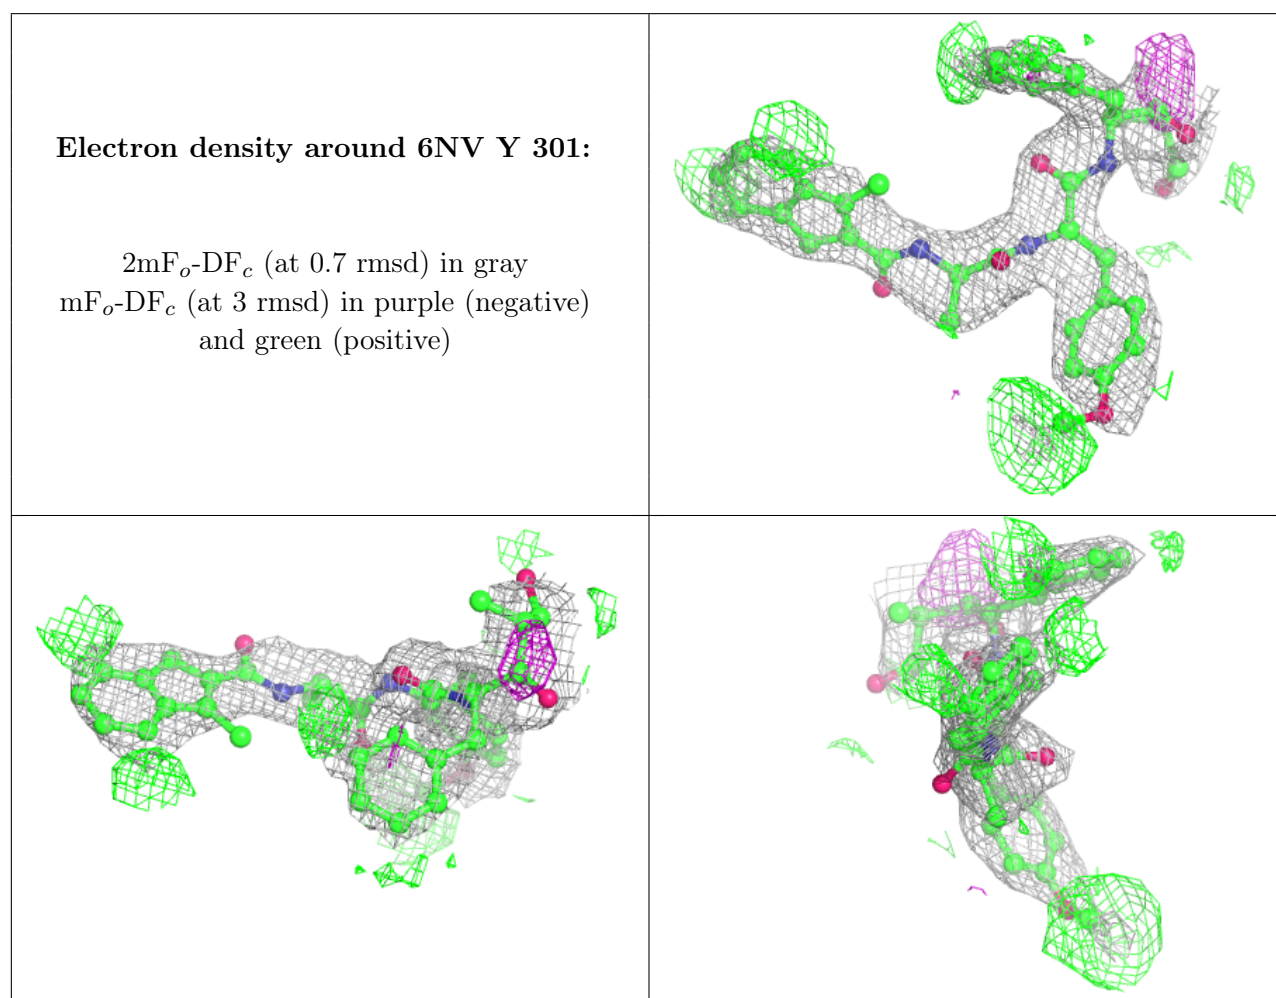 Electron density around 6NV Y 301:
2mFₒ-DF𝒸 (at 0.7 rmsd) in gray
mFₒ-DF𝒸 (at 3 rmsd) in purple (negative)
and green (positive)